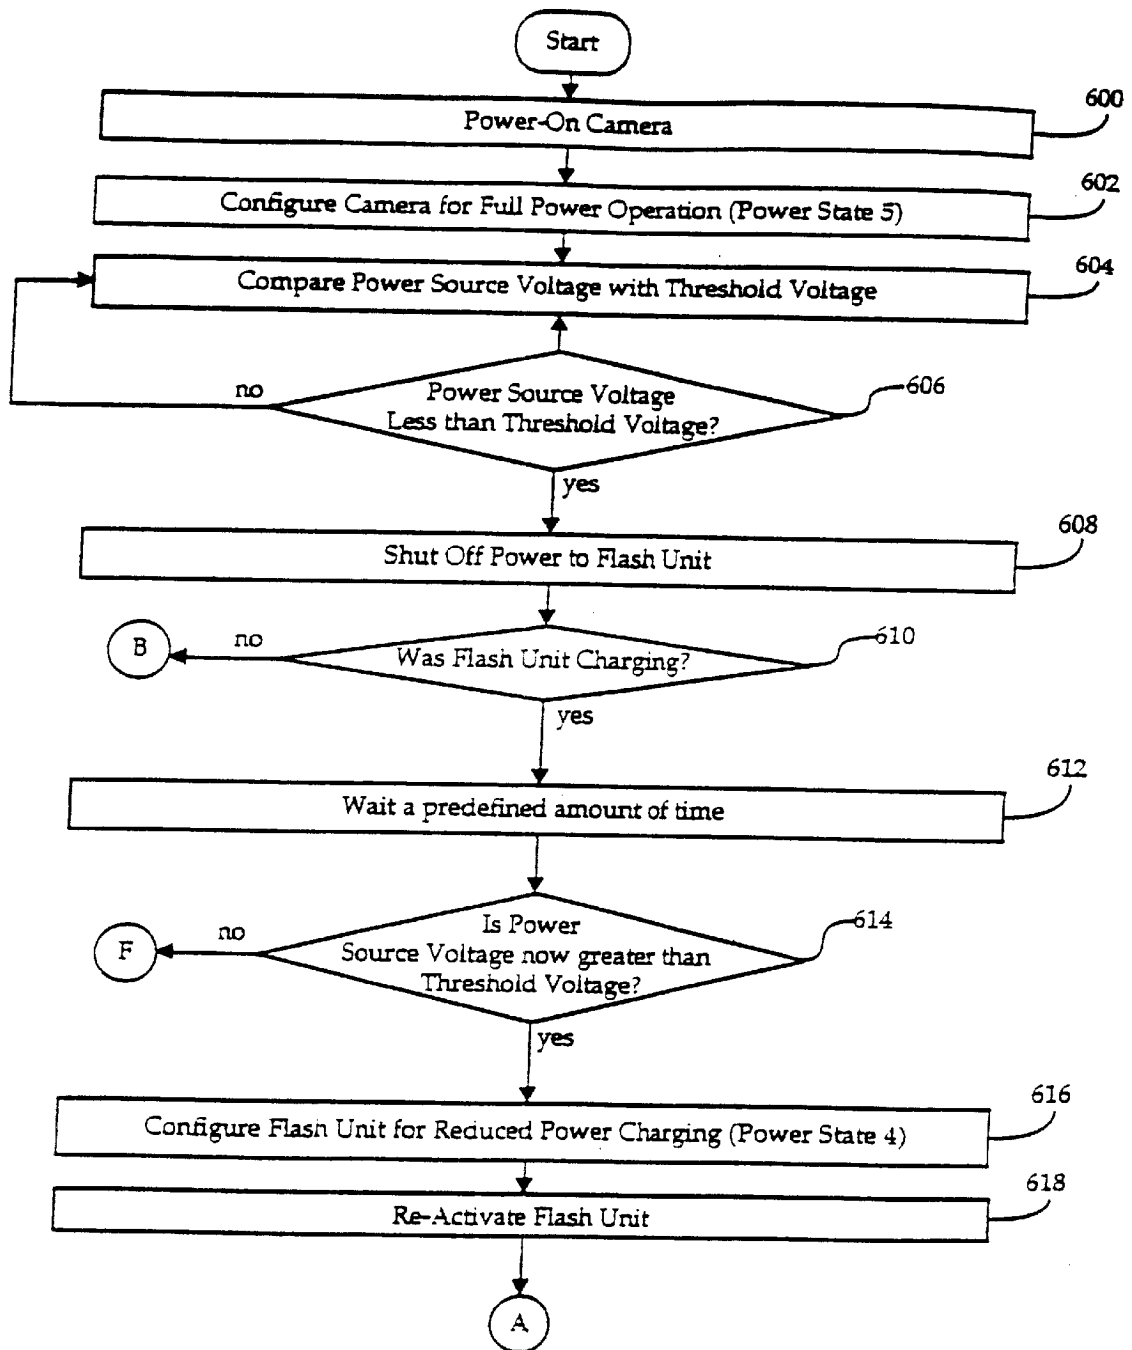 Start
Power-On Camera
600
Configure Camera for Full Power Operation (Power State 5)
602
Compare Power Source Voltage with Threshold Voltage
604
no
Power Source Voltage
Less than Threshold Voltage?
606
yes
Shut Off Power to Flash Unit
608
B
no
Was Flash Unit Charging?
610
yes
Wait a predefined amount of time
612
F
no
Is Power
Source Voltage now greater than
Threshold Voltage?
614
yes
Configure Flash Unit for Reduced Power Charging (Power State 4)
616
Re-Activate Flash Unit
618
A